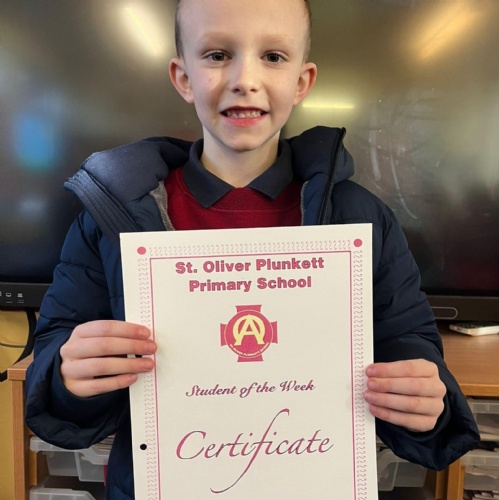 St. Oliver Plunkett
Primary School
Student of the Week
Certificate